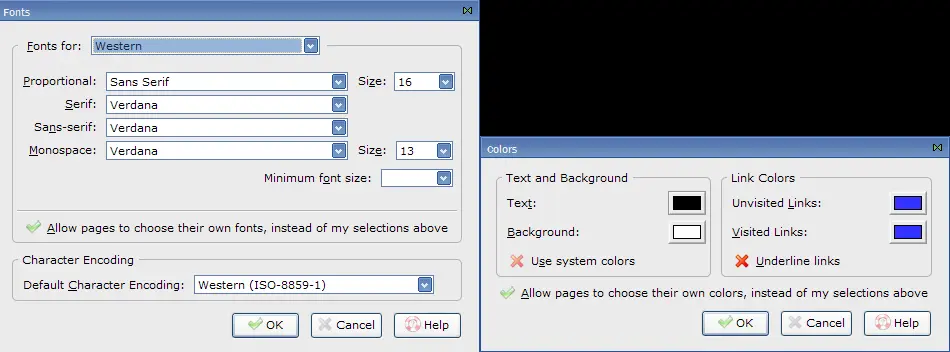 Fonts
Fonts for: Western
Proportional: Sans Serif Size: 16
Serif: Verdana
Sans-serif: Verdana
Monospace: Verdana Size: 13
Minimum font size:
Allow pages to choose their own fonts, instead of my selections above
Character Encoding
Default Character Encoding: Western (ISO-8859-1)
OK Cancel Help
Colors
Text and Background
Text:
Background:
Use system colors
Link Colors
Unvisited Links:
Visited Links:
Underline links
Allow pages to choose their own colors, instead of my selections above
OK Cancel Help